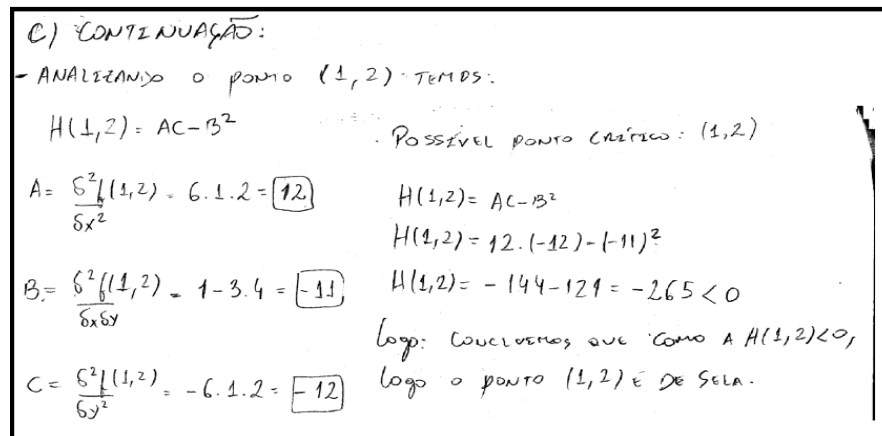 C) CONTINUAÇÃO:
- ANALIZANDO O PONTO (1,2) TEMOS:
H(1,2) = AC - B²
A = δ²f(1,2)/δx² = 6.1.2 = 12
B = δ²f(1,2)/δxδy = 1 - 3.4 = -11
C = δ²f(1,2)/δy² = -6.1.2 = -12
. POSSÍVEL PONTO CRÍTICO: (1,2)
H(1,2) = AC - B²
H(1,2) = 12.(-12) - (-11)²
H(1,2) = - 144 - 121 = - 265 < 0
Logo: CONCLUEMOS QUE COMO A H(1,2)<0,
logo o PONTO (1,2) É DE SELA.